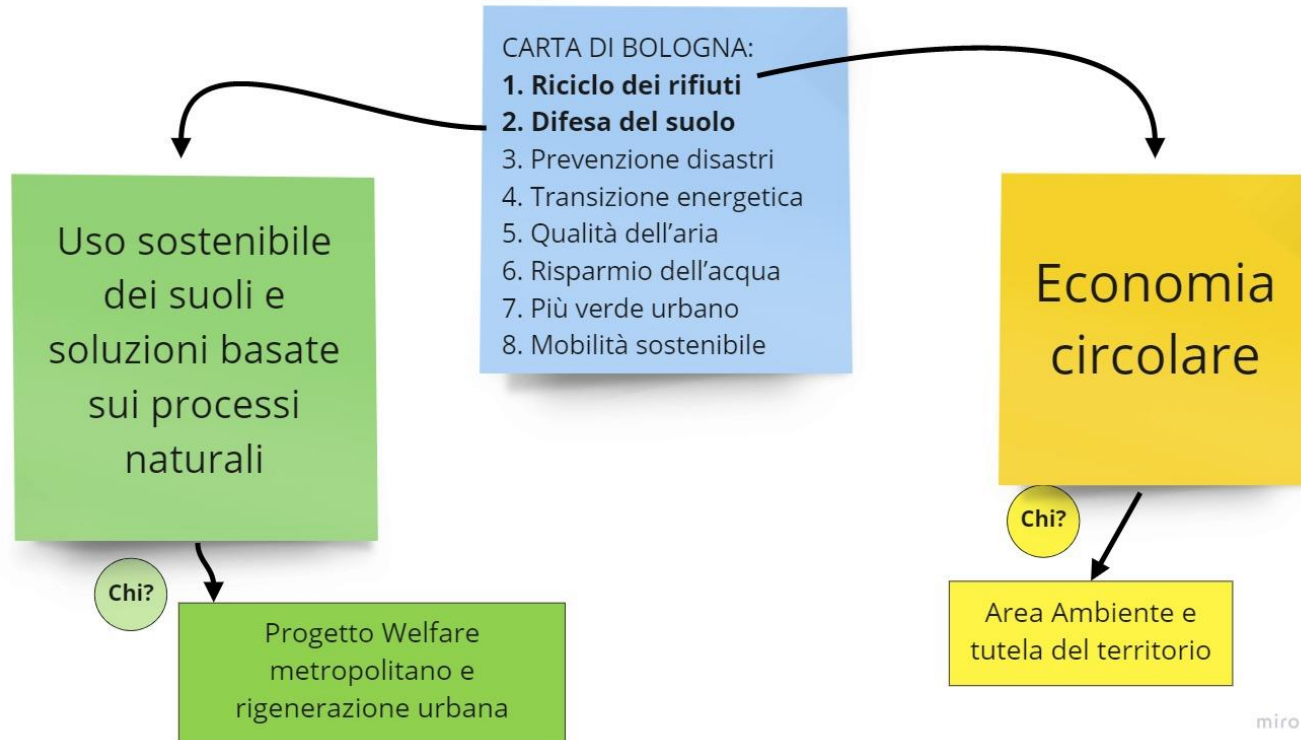 CARTA DI BOLOGNA:
1. Riciclo dei rifiuti
2. Difesa del suolo
3. Prevenzione disastri
4. Transizione energetica
5. Qualità dell'aria
6. Risparmio dell'acqua
7. Più verde urbano
8. Mobilità sostenibile
Uso sostenibile
dei suoli e
soluzioni basate
sui processi
naturali
Economia
circolare
Chi?
Progetto Welfare
metropolitano e
rigenerazione urbana
Chi?
Area Ambiente e
tutela del territorio
miro